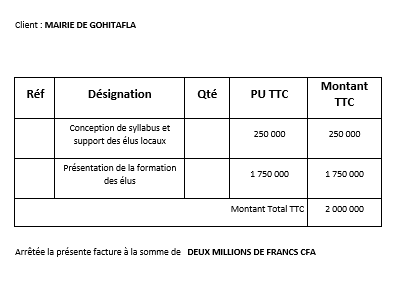 Client : MAIRIE DE GOHITAFLA
Réf Désignation Qté PU TTC Montant TTC
Conception de syllabus et support des élus locaux 250 000 250 000
Présentation de la formation des élus 1 750 000 1 750 000
Montant Total TTC 2 000 000
Arrêtée la présente facture à la somme de DEUX MILLIONS DE FRANCS CFA